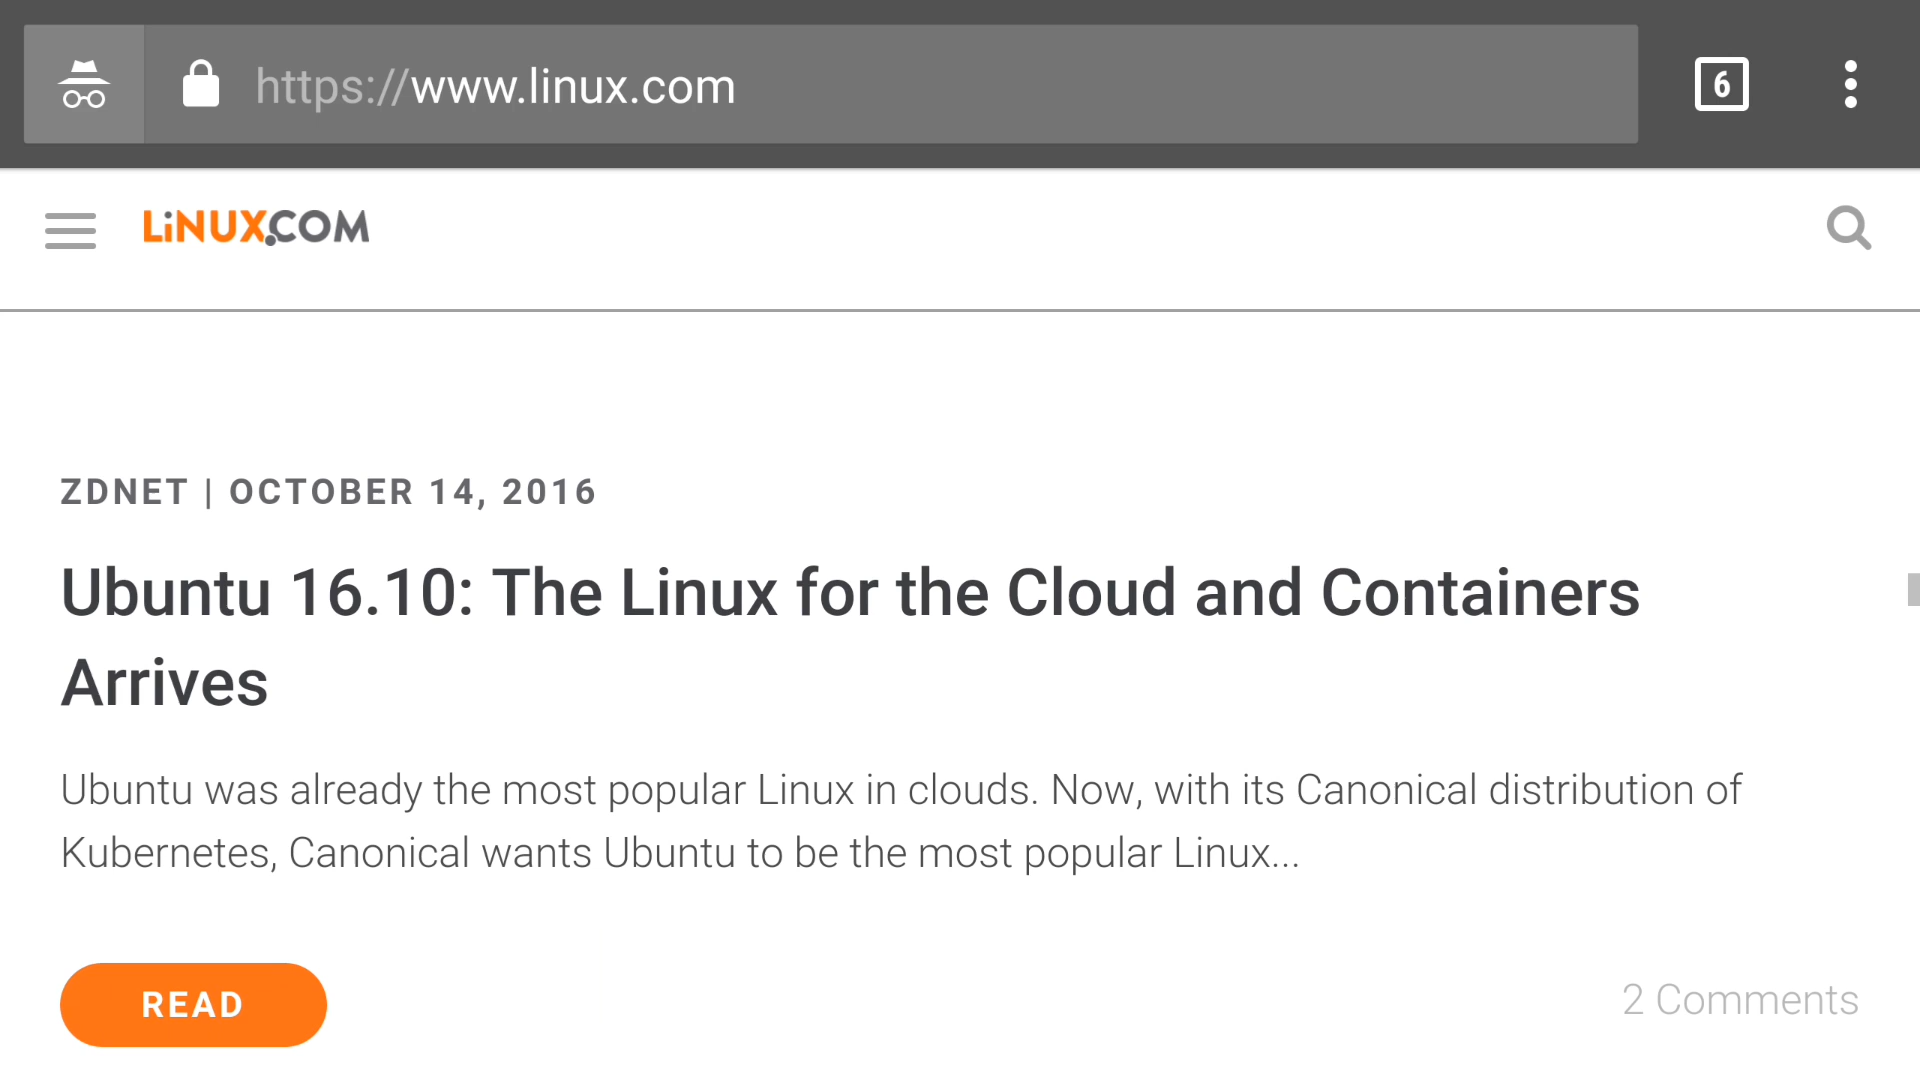 https://www.linux.com
6
LiNUX.COM
ZDNET | OCTOBER 14, 2016
Ubuntu 16.10: The Linux for the Cloud and Containers
Arrives
Ubuntu was already the most popular Linux in clouds. Now, with its Canonical distribution of
Kubernetes, Canonical wants Ubuntu to be the most popular Linux...
READ
2 Comments